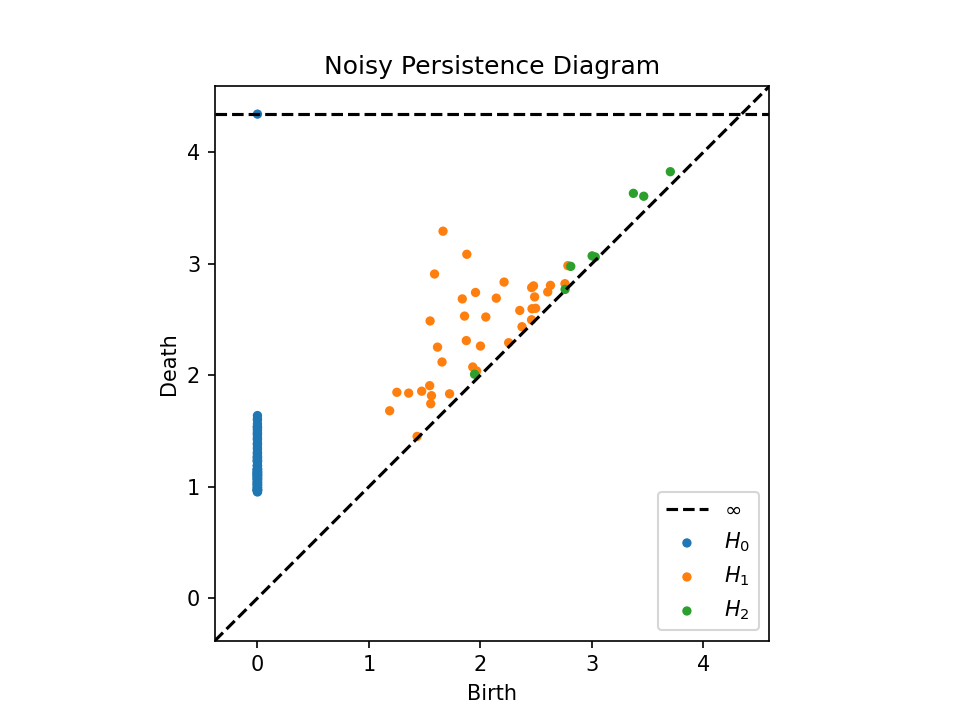 Noisy Persistence Diagram
Death
4
3
2
1
0
0 1 2 3 4
Birth
∞
H₀
H₁
H₂